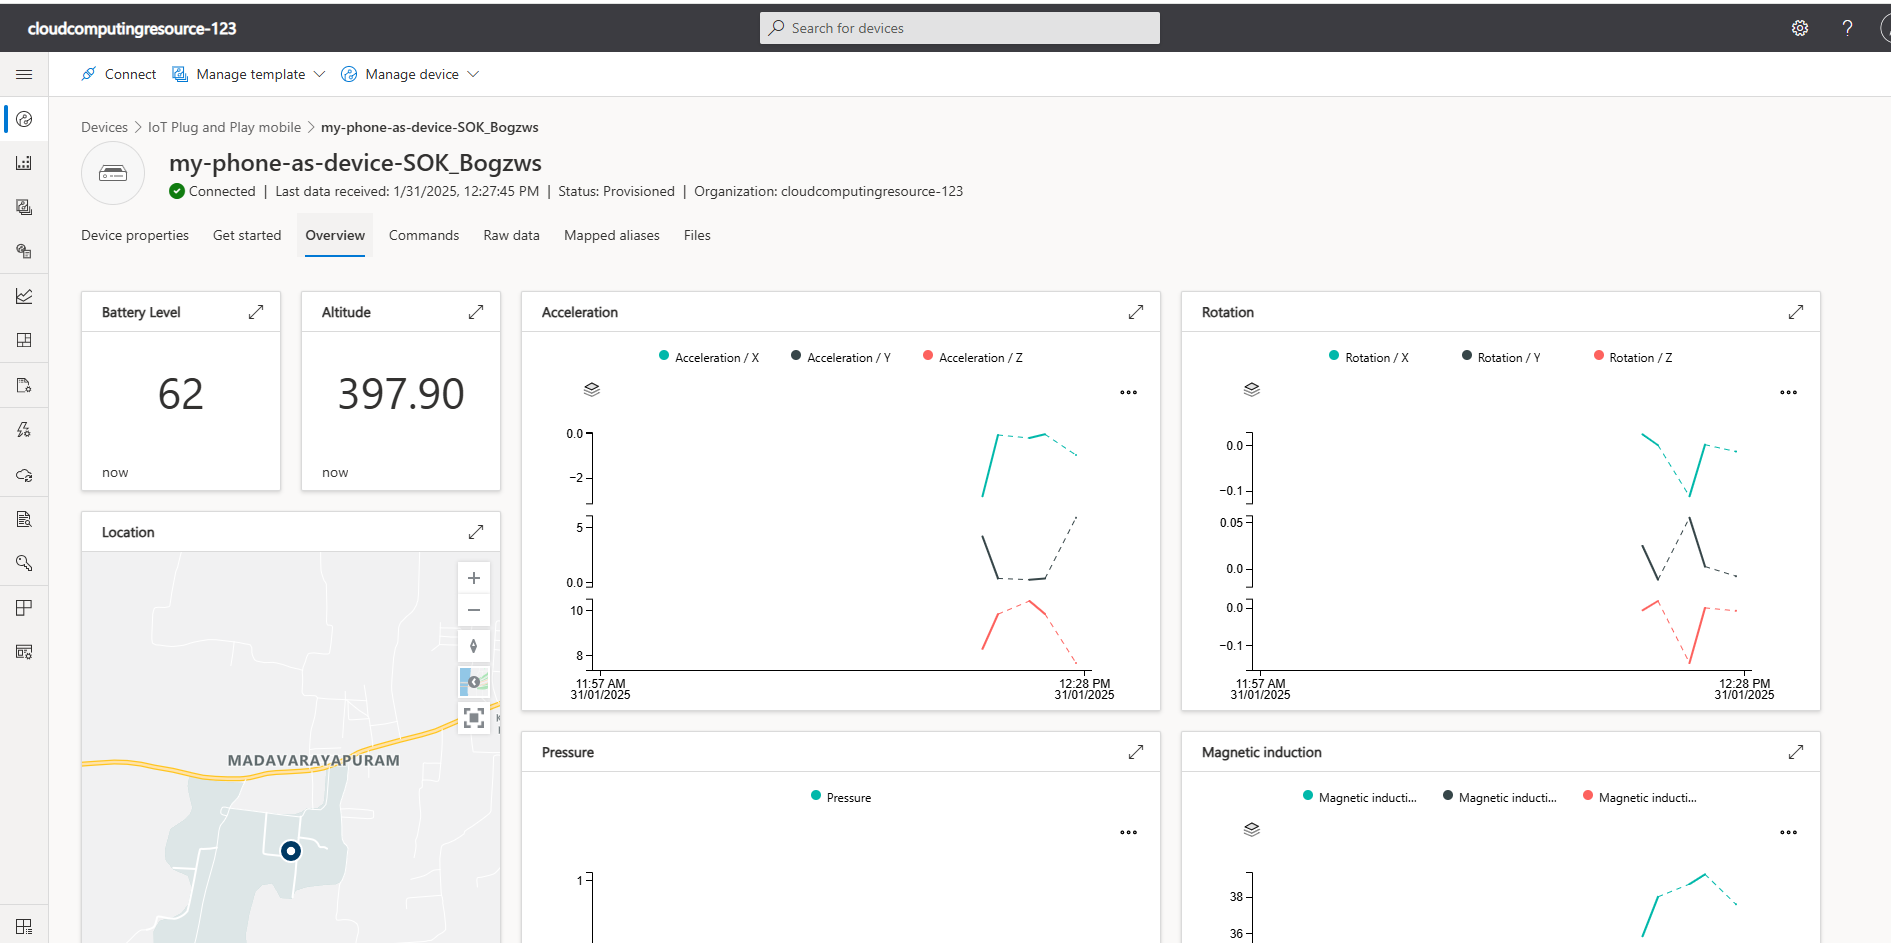 cloudcomputingresource-123
Search for devices
?
Connect
Manage template
Manage device
Devices > IoT Plug and Play mobile > my-phone-as-device-SOK_Bogzws
my-phone-as-device-SOK_Bogzws
Connected | Last data received: 1/31/2025, 12:27:45 PM | Status: Provisioned | Organization: cloudcomputingresource-123
Device properties
Get started
Overview
Commands
Raw data
Mapped aliases
Files
Battery Level
62
now
Altitude
397.90
now
Location
MADAVARAYAPURAM
Acceleration
Acceleration / X
Acceleration / Y
Acceleration / Z
0.0
−2
5
0.0
10
8
11:57 AM
31/01/2025
12:28 PM
31/01/2025
Rotation
Rotation / X
Rotation / Y
Rotation / Z
0.0
−0.1
0.05
0.0
0.0
−0.1
11:57 AM
31/01/2025
12:28 PM
31/01/2025
Pressure
Pressure
1
Magnetic induction
Magnetic inducti...
Magnetic inducti...
Magnetic inducti...
38
36